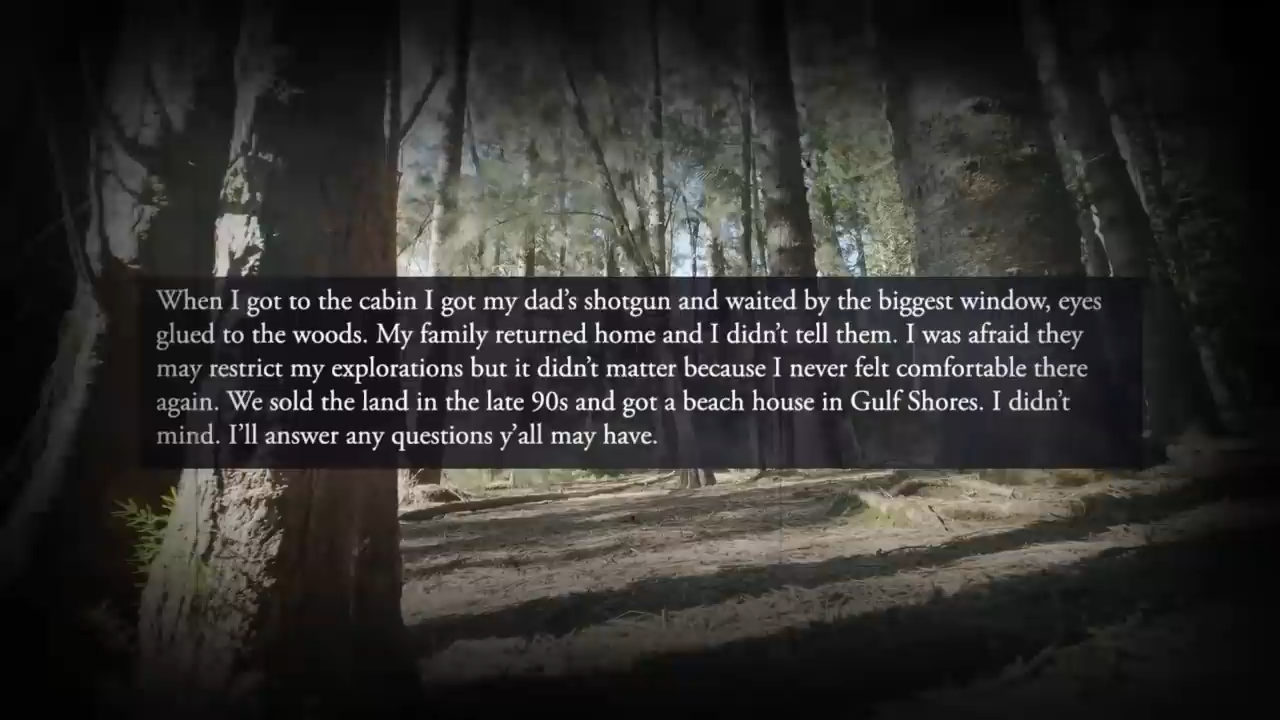 When I got to the cabin I got my dad’s shotgun and waited by the biggest window, eyes
glued to the woods. My family returned home and I didn’t tell them. I was afraid they
may restrict my explorations but it didn’t matter because I never felt comfortable there
again. We sold the land in the late 90s and got a beach house in Gulf Shores. I didn’t
mind. I’ll answer any questions y’all may have.